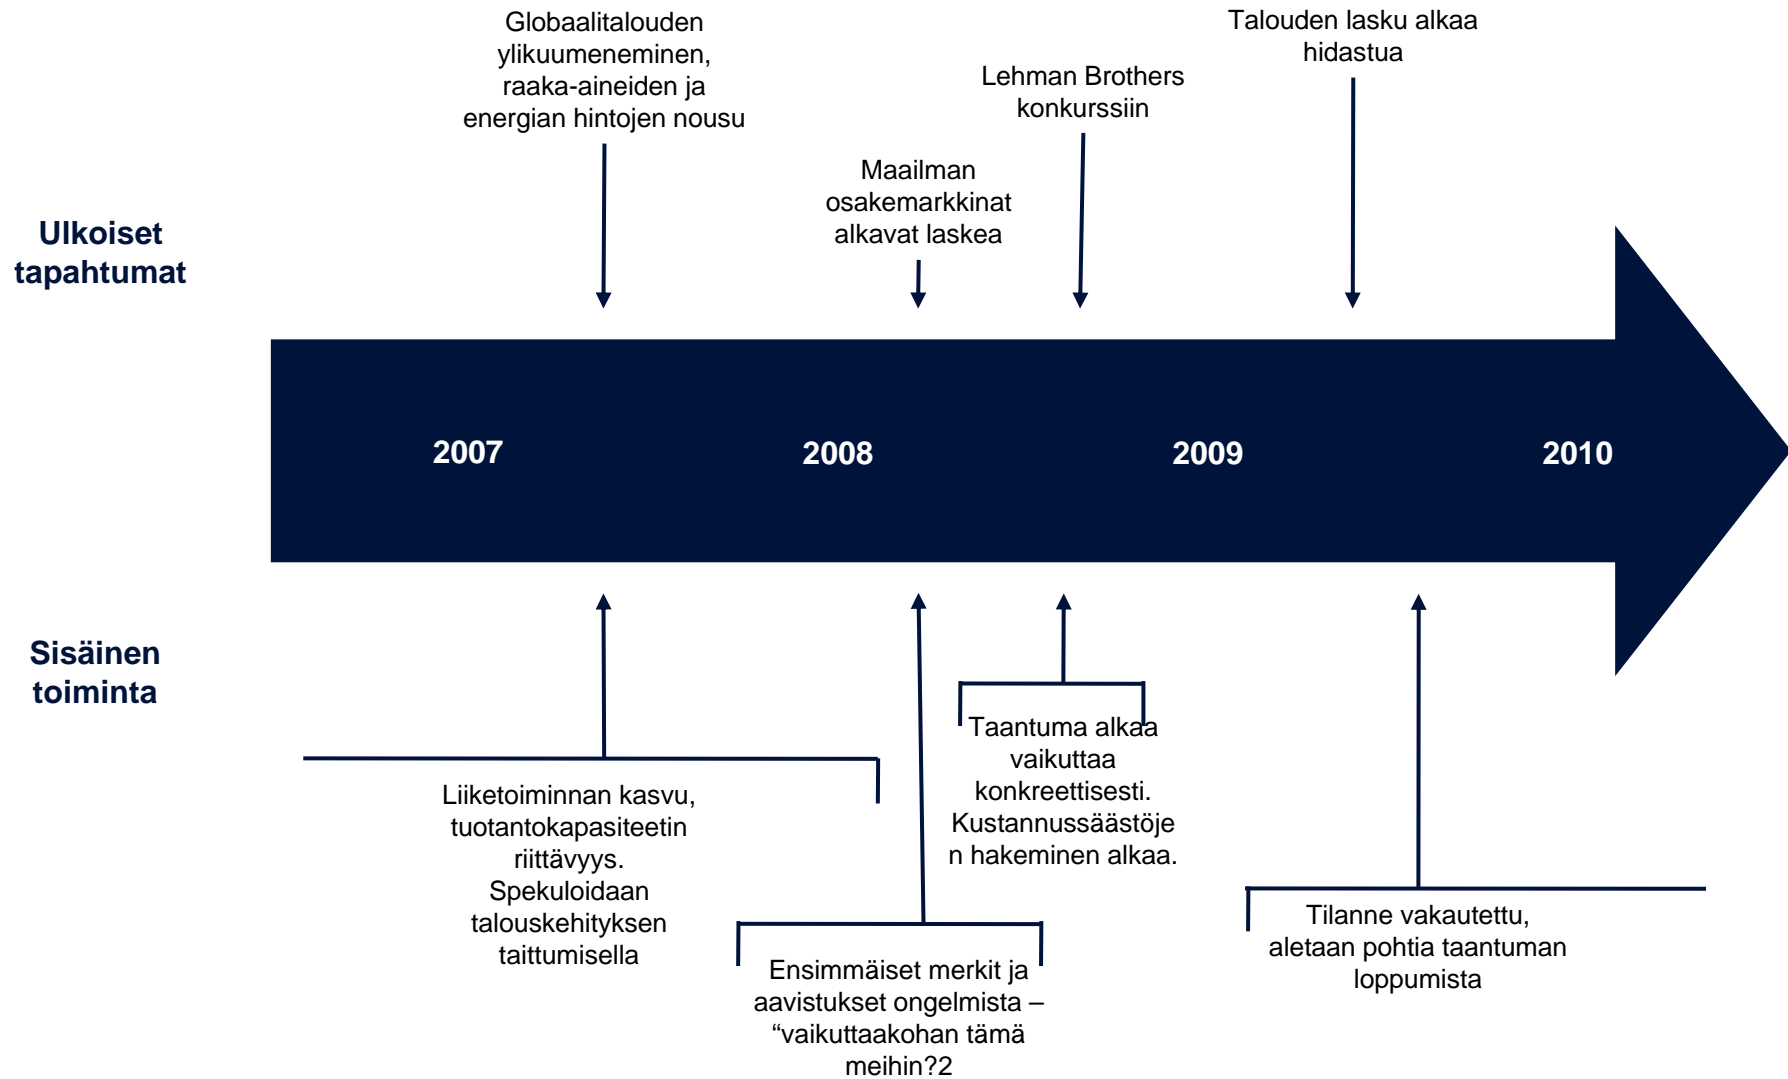 Globaalitalouden
ylikuumeneminen,
raaka-aineiden ja
energian hintojen nousu
Maailman
osakemarkkinat
alkavat laskea
Lehman Brothers
konkurssiin
Talouden lasku alkaa
hidastua
Ulkoiset
tapahtumat
2007
2008
2009
2010
Sisäinen
toiminta
Liiketoiminnan kasvu,
tuotantokapasiteetin
riittävyys.
Spekuloidaan
talouskehityksen
taittumisella
Ensimmäiset merkit ja
aavistukset ongelmista –
“vaikuttaakohan tämä
meihin?2
Taantuma alkaa
vaikuttaa
konkreettisesti.
Kustannussäästöje
n hakeminen alkaa.
Tilanne vakautettu,
aletaan pohtia taantuman
loppumista